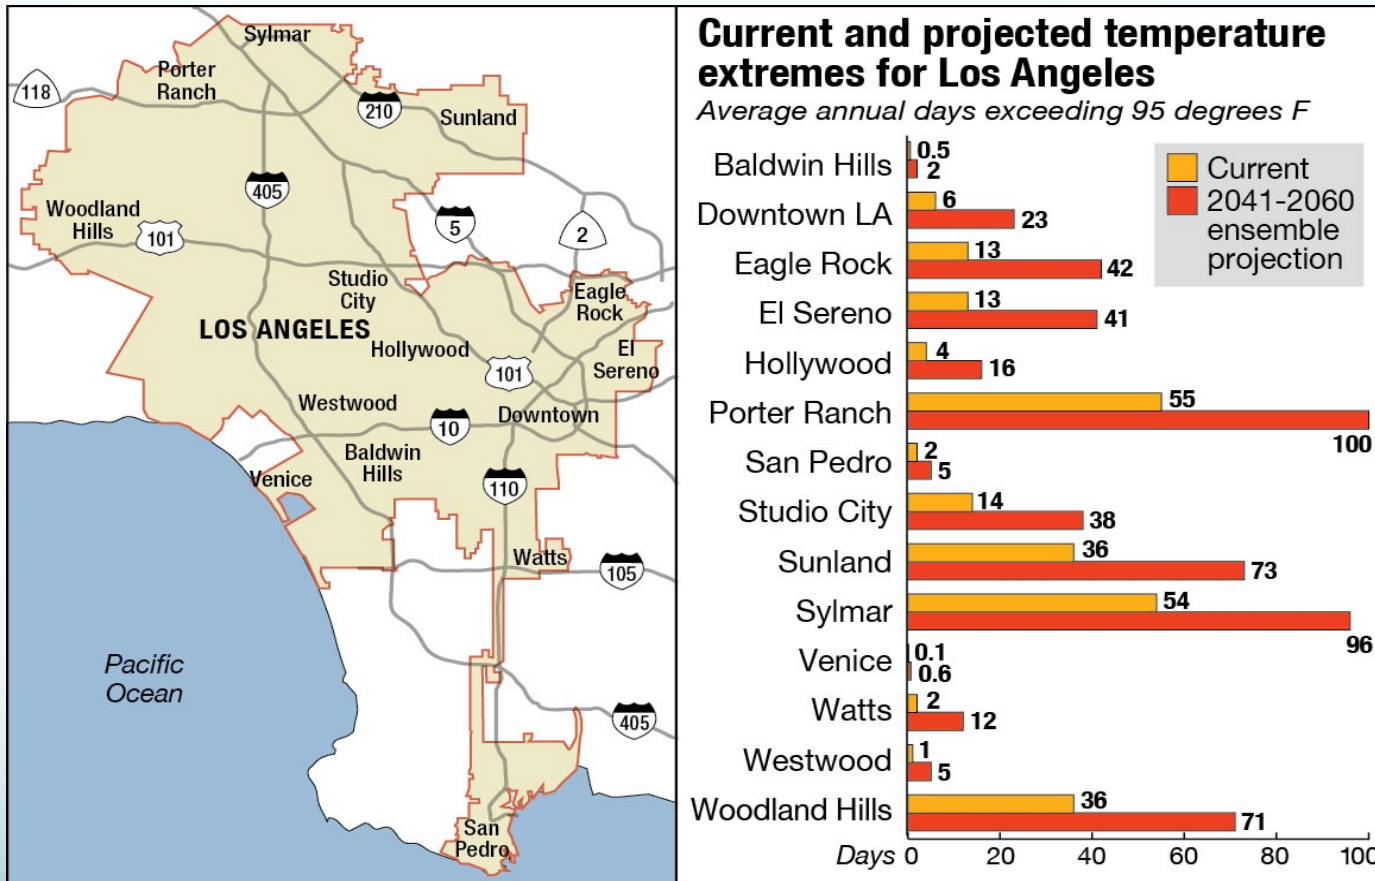 Sylmar
Porter
Ranch
118
210
Sunland
405
Woodland
Hills
101
5
2
Studio
City
Eagle
Rock
LOS ANGELES
Hollywood
El
Sereno
101
Westwood
Downtown
10
Baldwin
Hills
Venice
110
Watts
105
Pacific
Ocean
405
San
Pedro
Current and projected temperature
extremes for Los Angeles
Average annual days exceeding 95 degrees F
Current
2041-2060
ensemble
projection
Baldwin Hills 0.5
2
Downtown LA 6
23
Eagle Rock 13
42
El Sereno 13
41
Hollywood 4
16
Porter Ranch 55
100
San Pedro 2
5
Studio City 14
38
Sunland 36
73
Sylmar 54
96
Venice 0.1
0.6
Watts 2
12
Westwood 1
5
Woodland Hills 36
71
Days 0 20 40 60 80 100